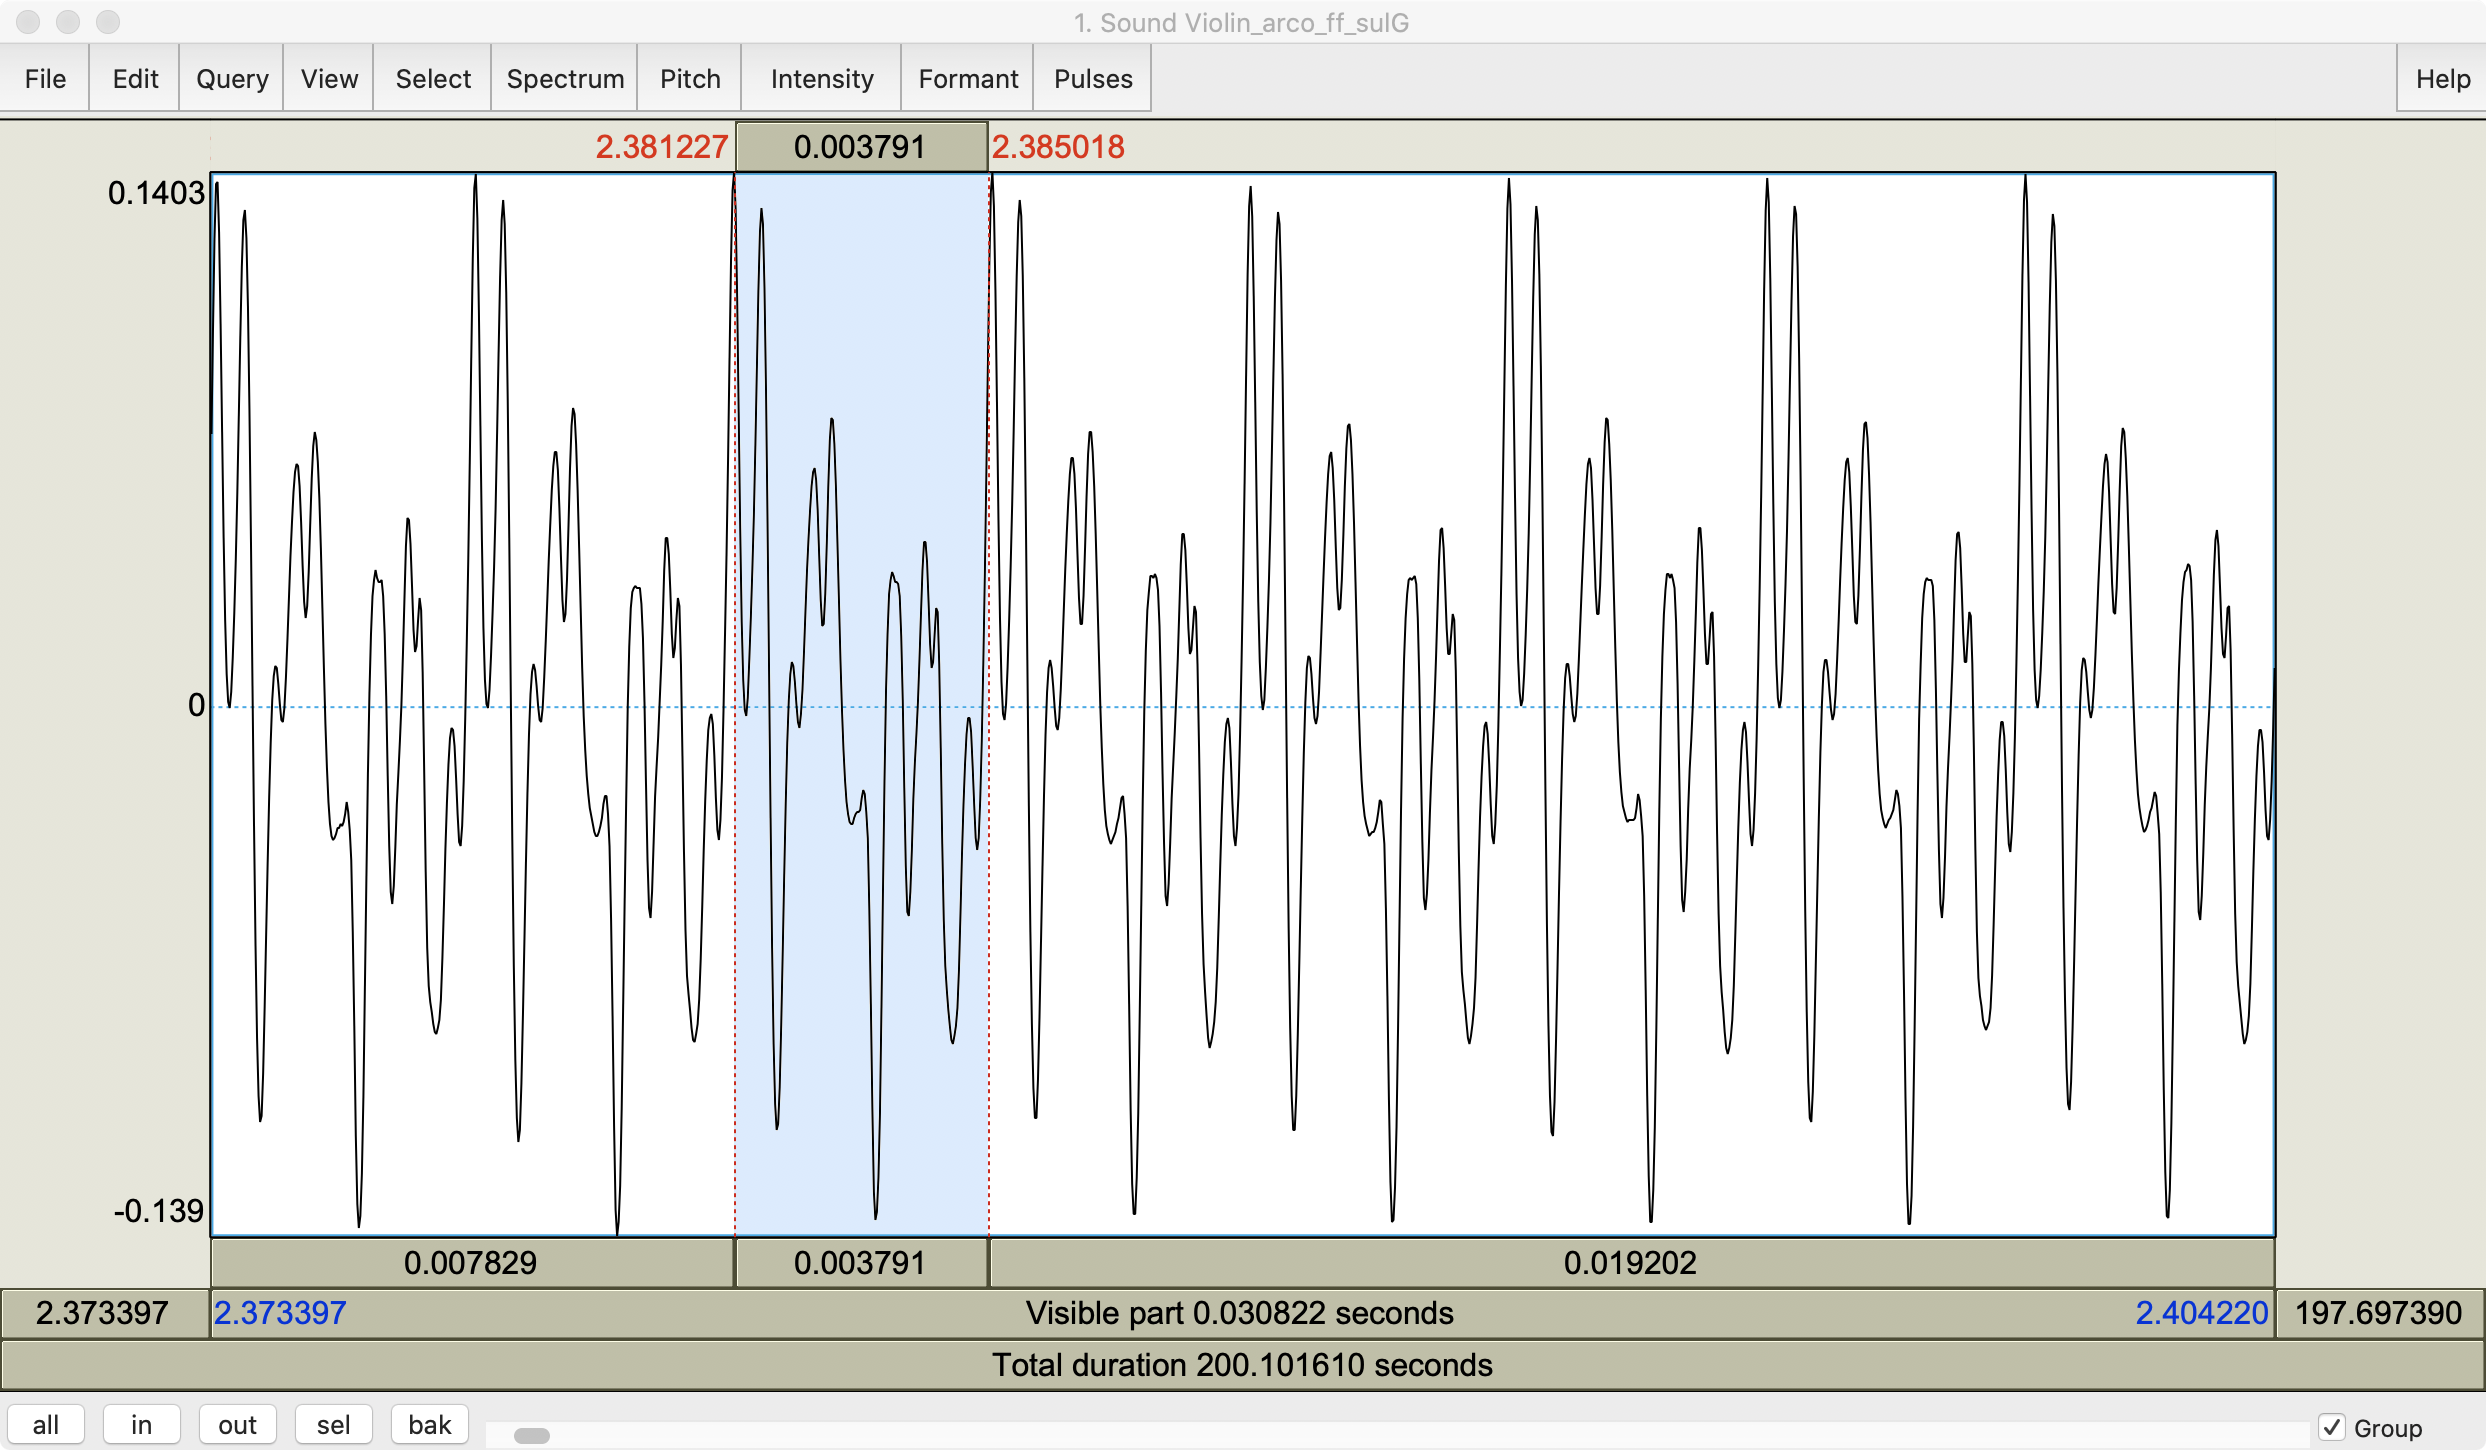 1. Sound Violin_arco_ff_sulG
File Edit Query View Select Spectrum Pitch Intensity Formant Pulses Help
2.381227 0.003791 2.385018
0.1403
0
-0.139
0.007829 0.003791 0.019202
2.373397 2.373397 Visible part 0.030822 seconds 2.404220 197.697390
Total duration 200.101610 seconds
all in out sel bak Group